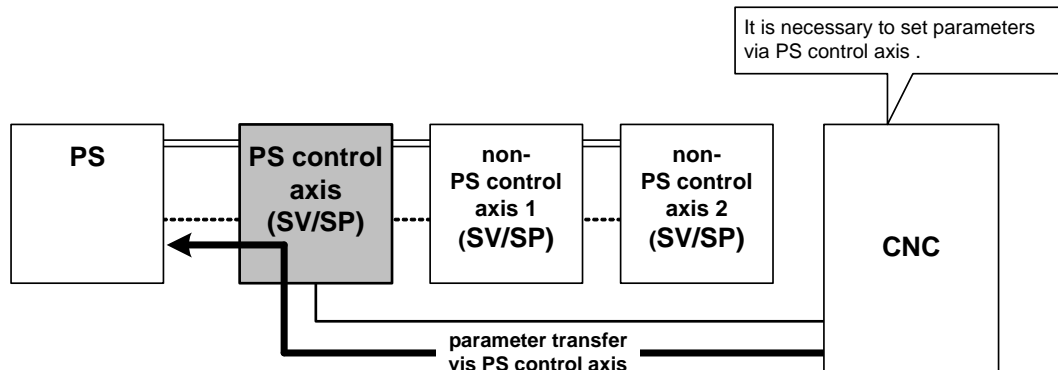 It is necessary to set parameters
via PS control axis .
PS
PS control
axis
(SV/SP)
non-
PS control
axis 1
(SV/SP)
non-
PS control
axis 2
(SV/SP)
CNC
parameter transfer
vis PS control axis